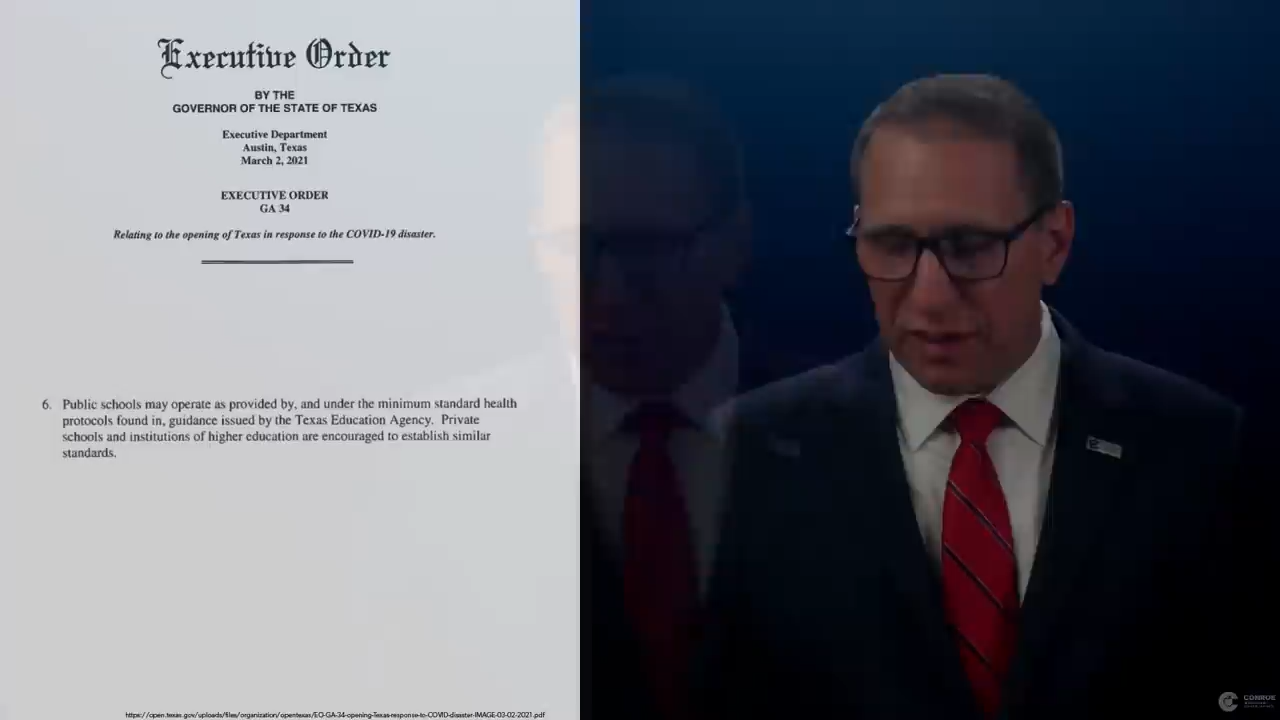 Executive Order
BY THE
GOVERNOR OF THE STATE OF TEXAS
Executive Department
Austin, Texas
March 2, 2021
EXECUTIVE ORDER
GA 34
Relating to the opening of Texas in response to the COVID-19 disaster.
6. Public schools may operate as provided by, and under the minimum standard health
protocols found in, guidance issued by the Texas Education Agency. Private
schools and institutions of higher education are encouraged to establish similar
standards.
https://open.texas.gov/uploads/files/organization/opentexas/EO-GA-34-opening-Texas-response-to-COVID-disaster-IMAGE-03-02-2021.pdf
CONROE